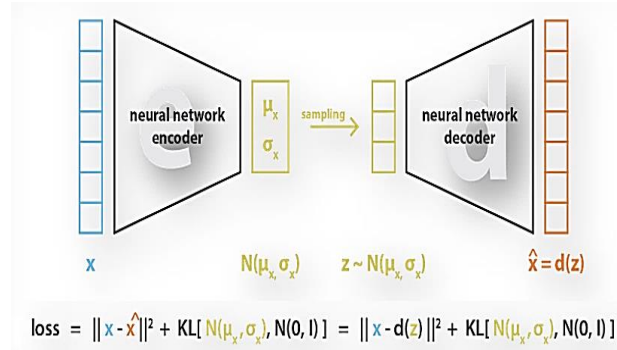 e
neural network
encoder
μₓ
σₓ
sampling
d
neural network
decoder
x
N(μₓ, σₓ)
z ~ N(μₓ, σₓ)
x̂ = d(z)
loss = || x - x̂ ||² + KL[ N(μₓ, σₓ), N(0, I) ] = || x - d(z) ||² + KL[ N(μₓ, σₓ), N(0, I) ]